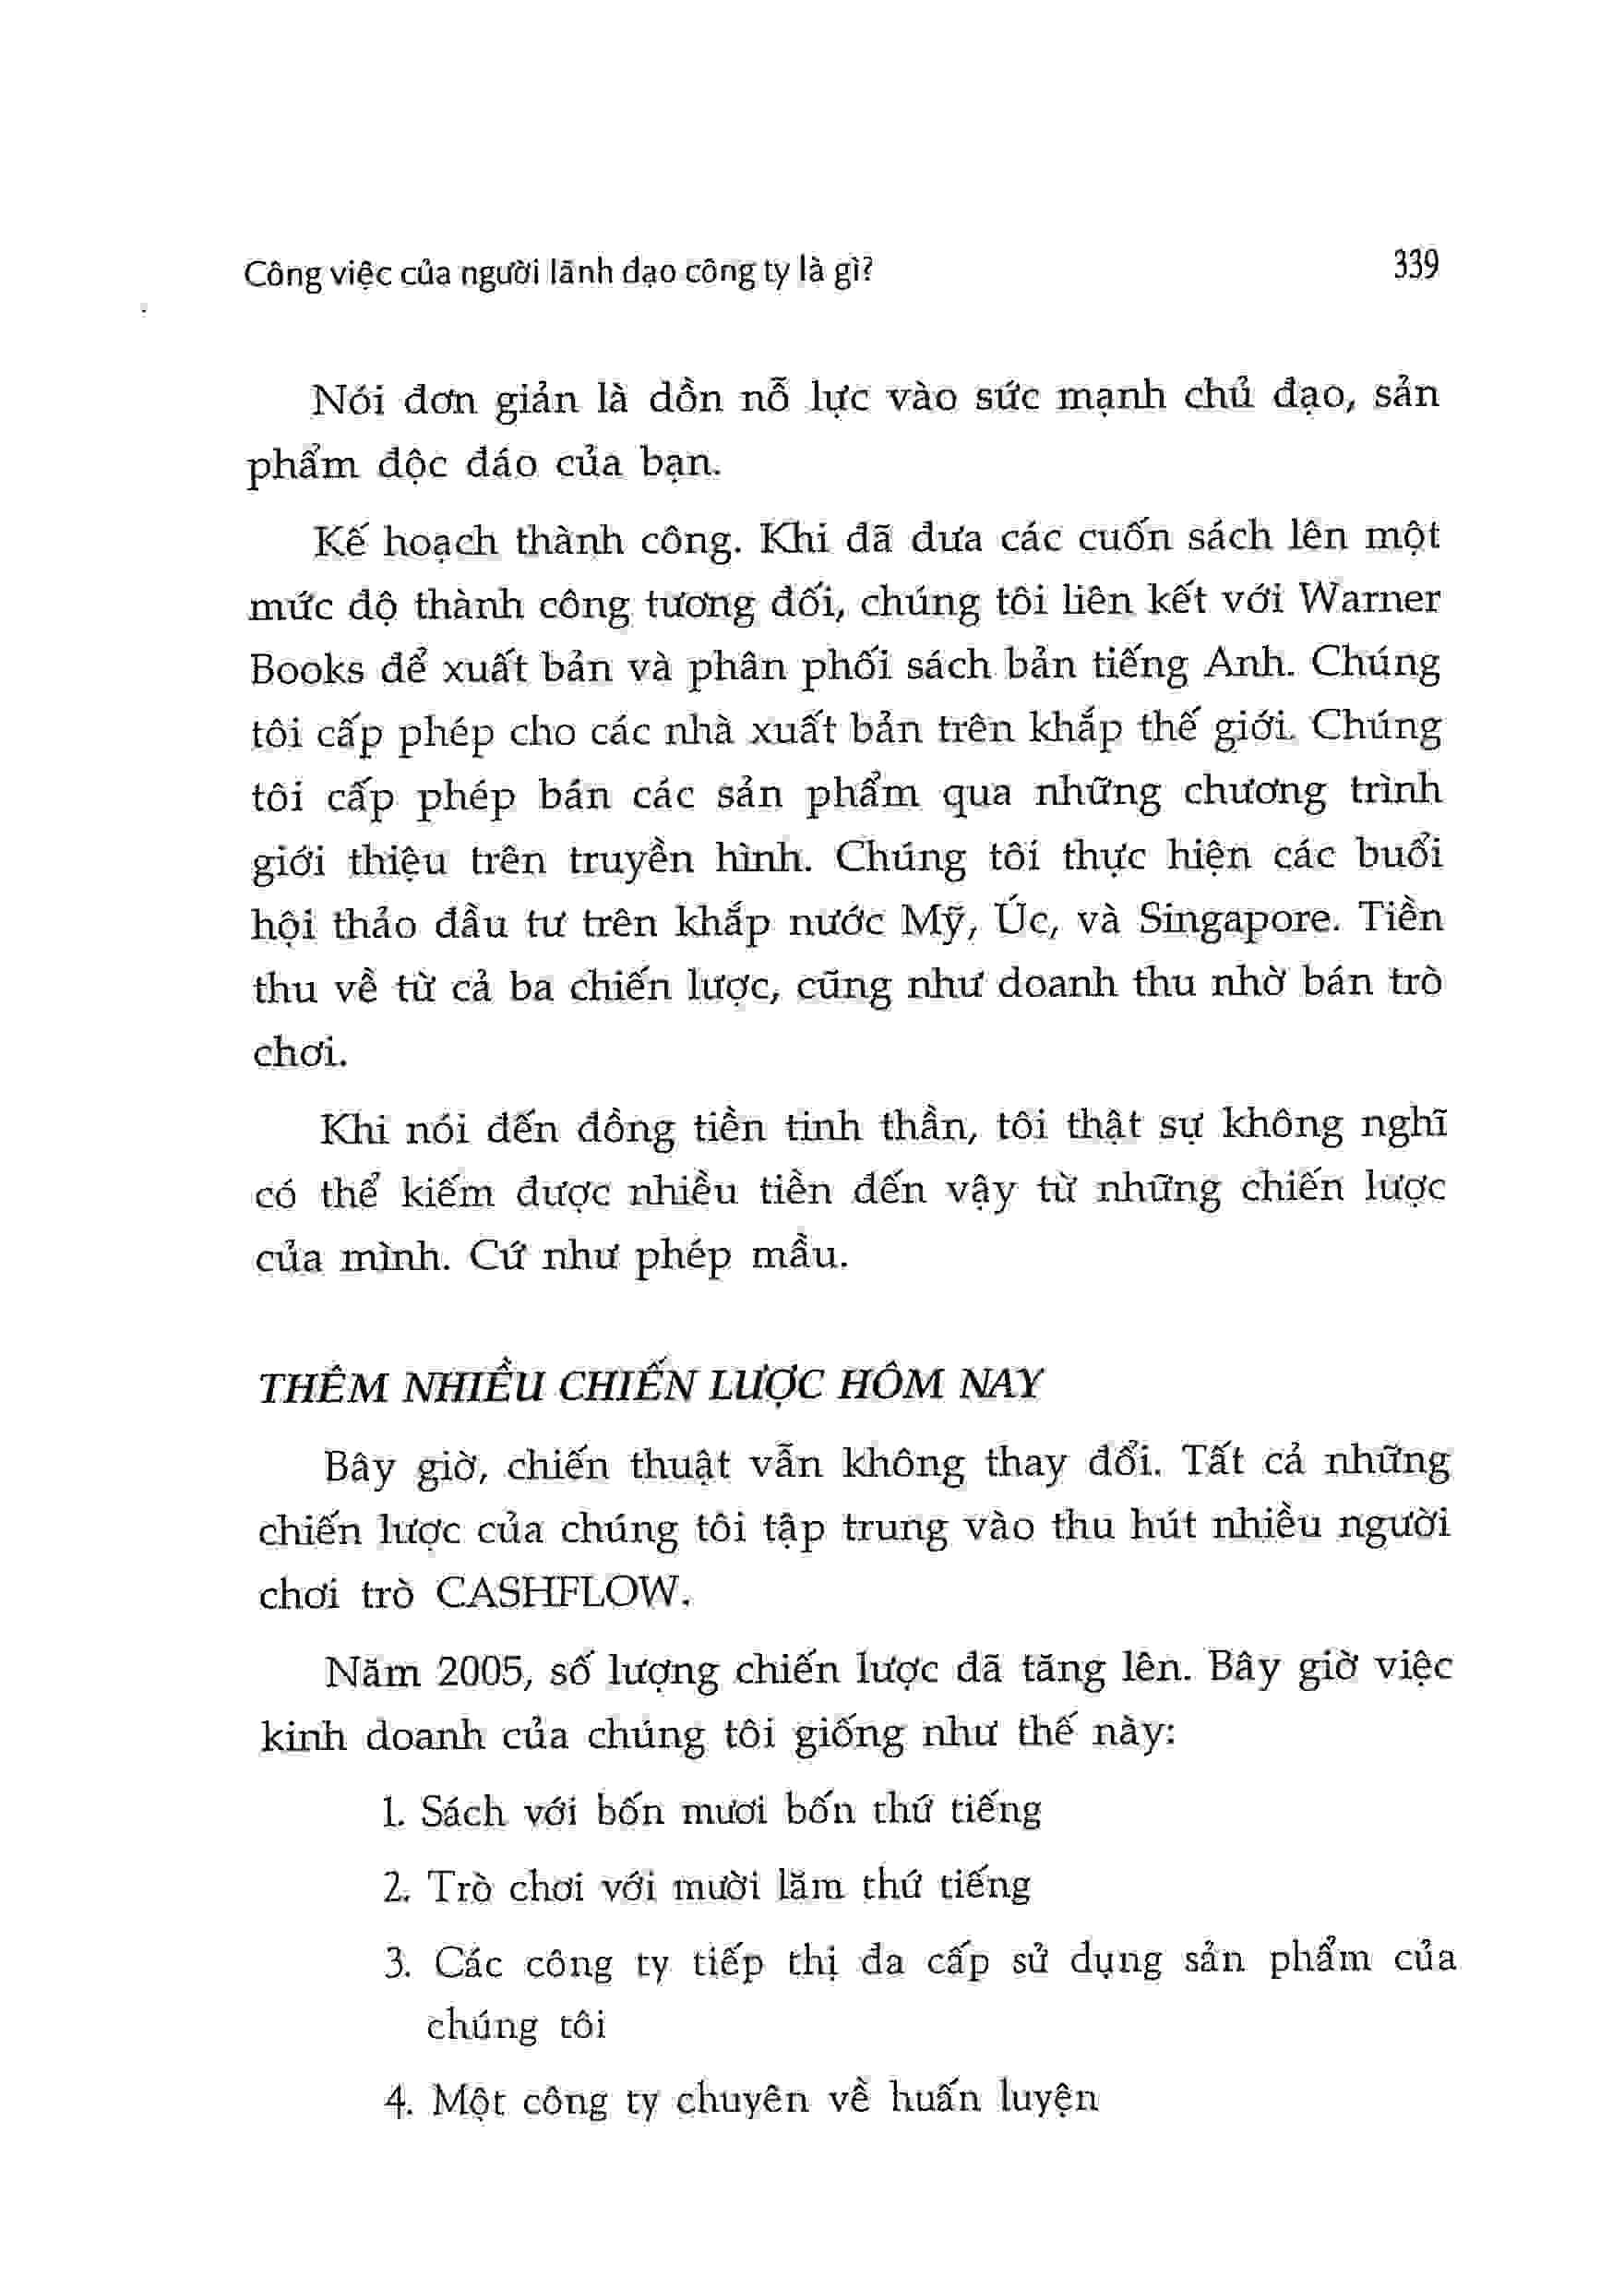 Công việc của người lãnh đạo công ty là gì?
339
Nói đơn giản là dồn nỗ lực vào sức mạnh chủ đạo, sản
phẩm độc đáo của bạn.
Kế hoạch thành công. Khi đã đưa các cuốn sách lên một
mức độ thành công tương đối, chúng tôi liên kết với Warner
Books để xuất bản và phân phối sách bản tiếng Anh. Chúng
tôi cấp phép cho các nhà xuất bản trên khắp thế giới. Chúng
tôi cấp phép bán các sản phẩm qua những chương trình
giới thiệu trên truyền hình. Chúng tôi thực hiện các buổi
hội thảo đầu tư trên khắp nước Mỹ, Úc, và Singapore. Tiền
thu về từ cả ba chiến lược, cũng như doanh thu nhờ bán trò
chơi.
Khi nói đến đồng tiền tinh thần, tôi thật sự không nghĩ
có thể kiếm được nhiều tiền đến vậy từ những chiến lược
của mình. Cứ như phép mầu.
THÊM NHIỀU CHIẾN LƯỢC HÔM NAY
Bây giờ, chiến thuật vẫn không thay đổi. Tất cả những
chiến lược của chúng tôi tập trung vào thu hút nhiều người
chơi trò CASHFLOW.
Năm 2005, số lượng chiến lược đã tăng lên. Bây giờ việc
kinh doanh của chúng tôi giống như thế này:
1. Sách với bốn mươi bốn thứ tiếng
2. Trò chơi với mười lăm thứ tiếng
3. Các công ty tiếp thị đa cấp sử dụng sản phẩm của
chúng tôi
4. Một công ty chuyên về huấn luyện